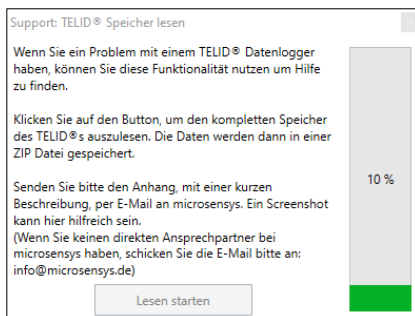 Support: TELID® Speicher lesen
Wenn Sie ein Problem mit einem TELID® Datenlogger
haben, können Sie diese Funktionalität nutzen um Hilfe
zu finden.
Klicken Sie auf den Button, um den kompletten Speicher
des TELID®s auszulesen. Die Daten werden dann in einer
ZIP Datei gespeichert.
10 %
Senden Sie bitte den Anhang, mit einer kurzen
Beschreibung, per E-Mail an microsensys. Ein Screenshot
kann hier hilfreich sein.
(Wenn Sie keinen direkten Ansprechpartner bei
microsensys haben, schicken Sie die E-Mail bitte an:
info@microsensys.de)
Lesen starten